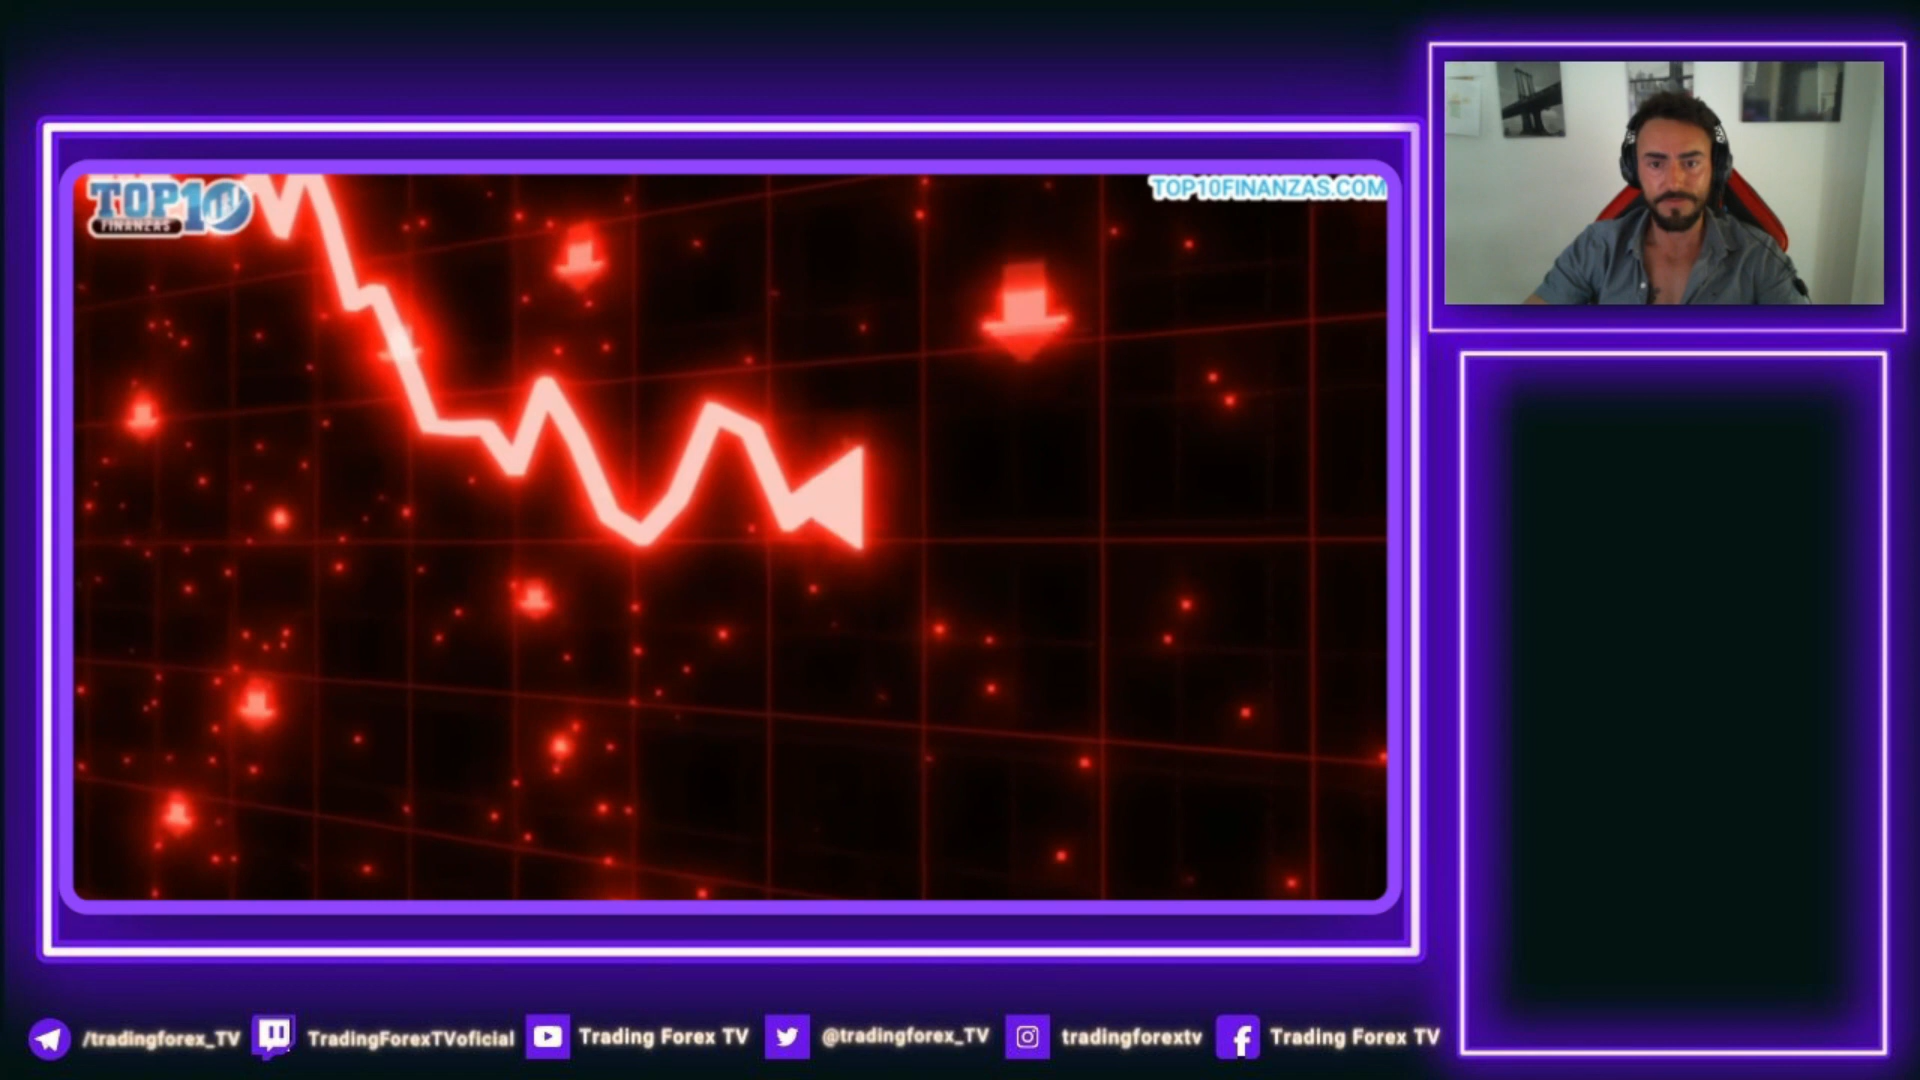 TOP10
FINANZAS
TOP10FINANZAS.COM
/tradingforex_TV
TradingForexTVoficial
Trading Forex TV
@tradingforex_TV
tradingforextv
Trading Forex TV